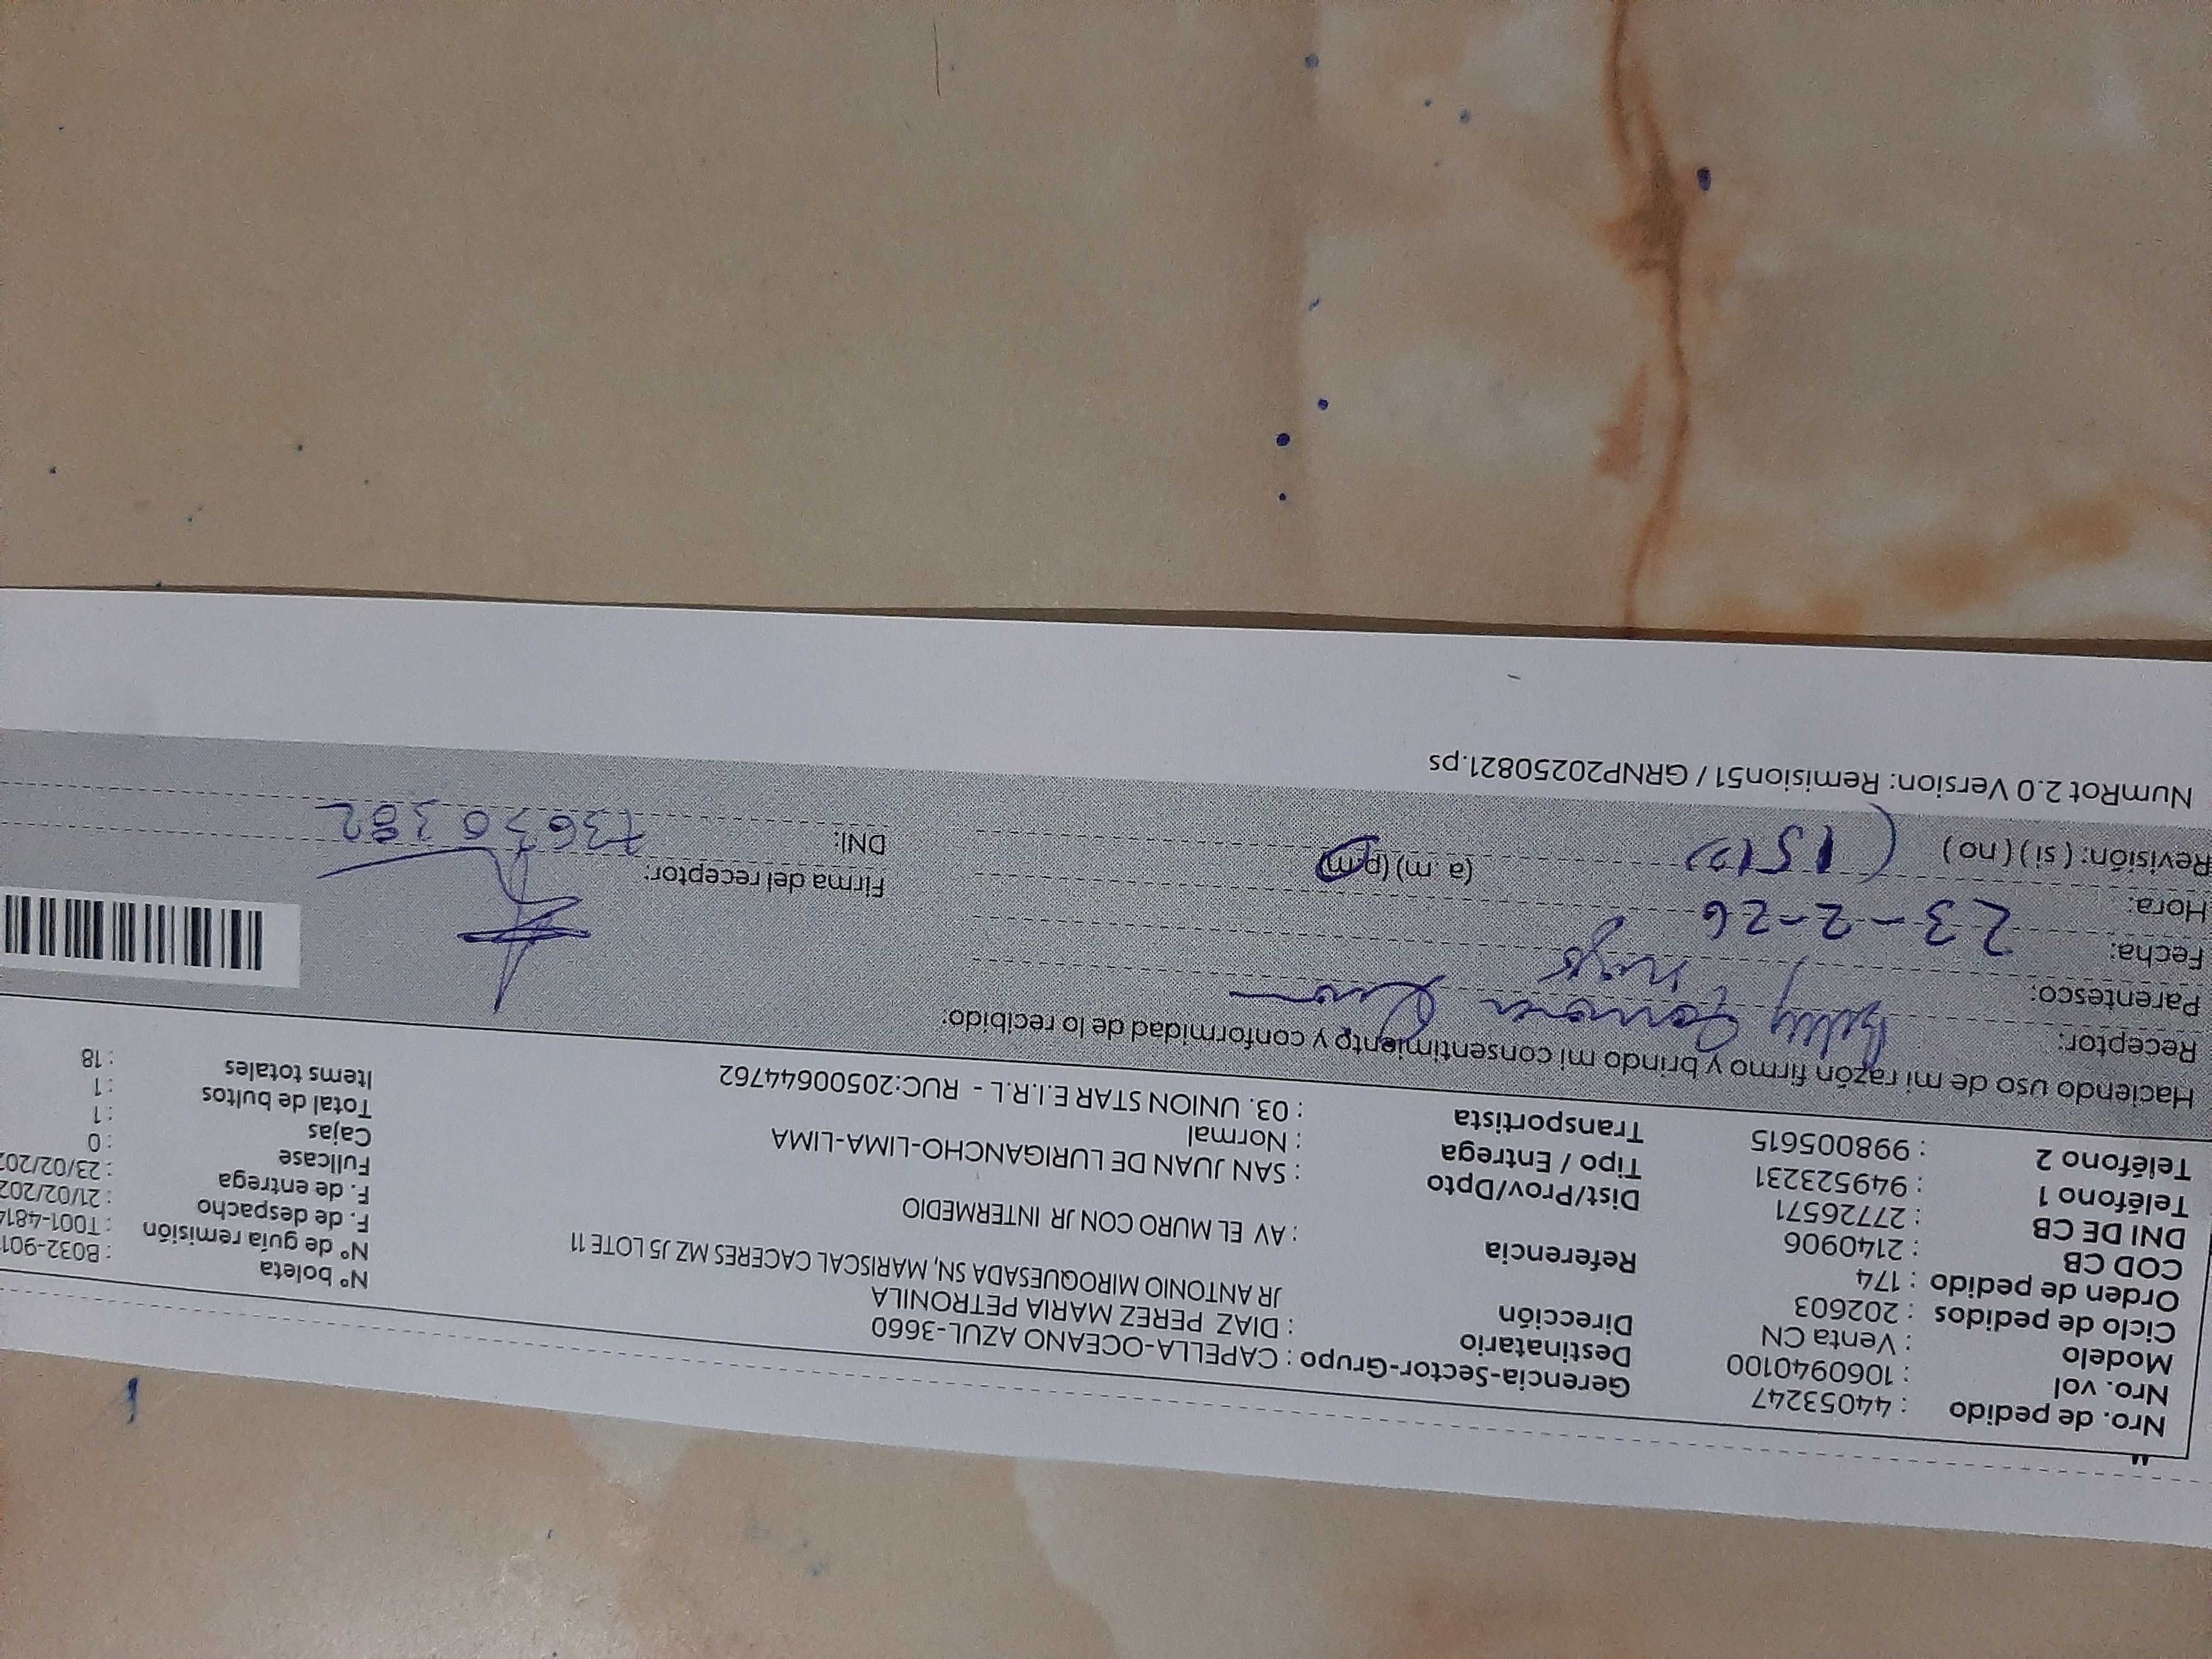 Nro. de pedido : 44053247 Gerencia-Sector-Grupo : CAPELLA-OCEANO AZUL-3660
Nro. vol : 1060940100 Destinatario : DIAZ PEREZ MARIA PETRONILA Nº boleta : B032-901
Modelo : Venta CN Dirección JR ANTONIO MIROQUESADA SN, MARISCAL CACERES MZ J5 LOTE 11 Nº de guía remisión : T001-4814
Ciclo de pedidos : 202603 F. de despacho : 21/02/202
Orden de pedido : 174 Referencia : AV EL MURO CON JR INTERMEDIO F. de entrega : 23/02/202
COD CB : 2140906 Fullcase : 0
DNI DE CB : 27726571 Dist/Prov/Dpto : SAN JUAN DE LURIGANCHO-LIMA-LIMA Cajas : 1
Teléfono 1 : 949523231 Tipo / Entrega : Normal Total de bultos : 1
Teléfono 2 : 998005615 Transportista : 03. UNION STAR E.I.R.L - RUC:20500644762 Items totales : 18
Haciendo uso de mi razón firmo y brindo mi consentimiento y conformidad de lo recibido:
Receptor: Betty
Parentesco:
Fecha: 23-2-26 Firma del receptor:
Hora: (a. m) (p.m) DNI:
Revisión: ( si ) ( no )
NumRot 2.0 Version: Remision51 / GRNP20250821.ps